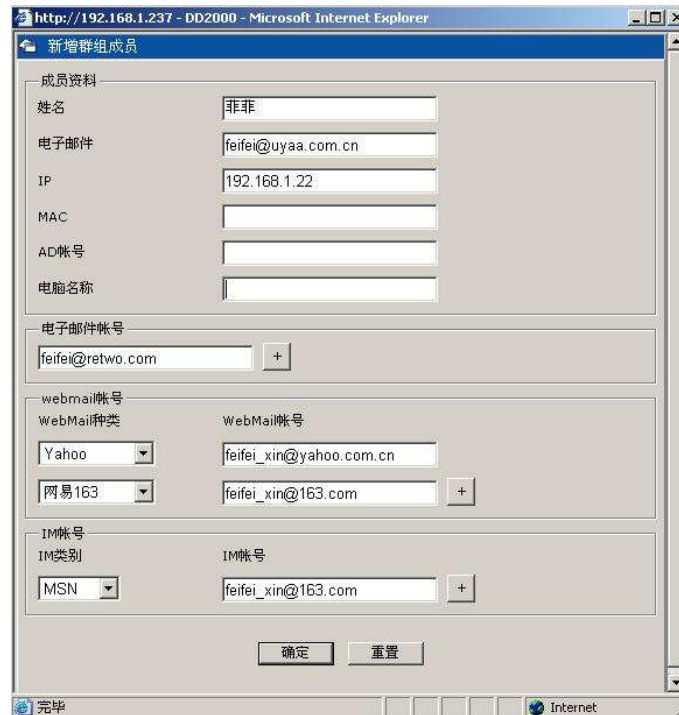 http://192.168.1.237 - DD2000 - Microsoft Internet Explorer
新增群组成员
成员资料
姓名 菲菲
电子邮件 feifei@uyaa.com.cn
IP 192.168.1.22
MAC
AD帐号
电脑名称
电子邮件帐号
feifei@retwo.com +
webmail帐号
WebMail种类 WebMail帐号
Yahoo feifei_xin@yahoo.com.cn
网易163 feifei_xin@163.com +
IM帐号
IM类别 IM帐号
MSN feifei_xin@163.com +
确定 重置
完毕 Internet